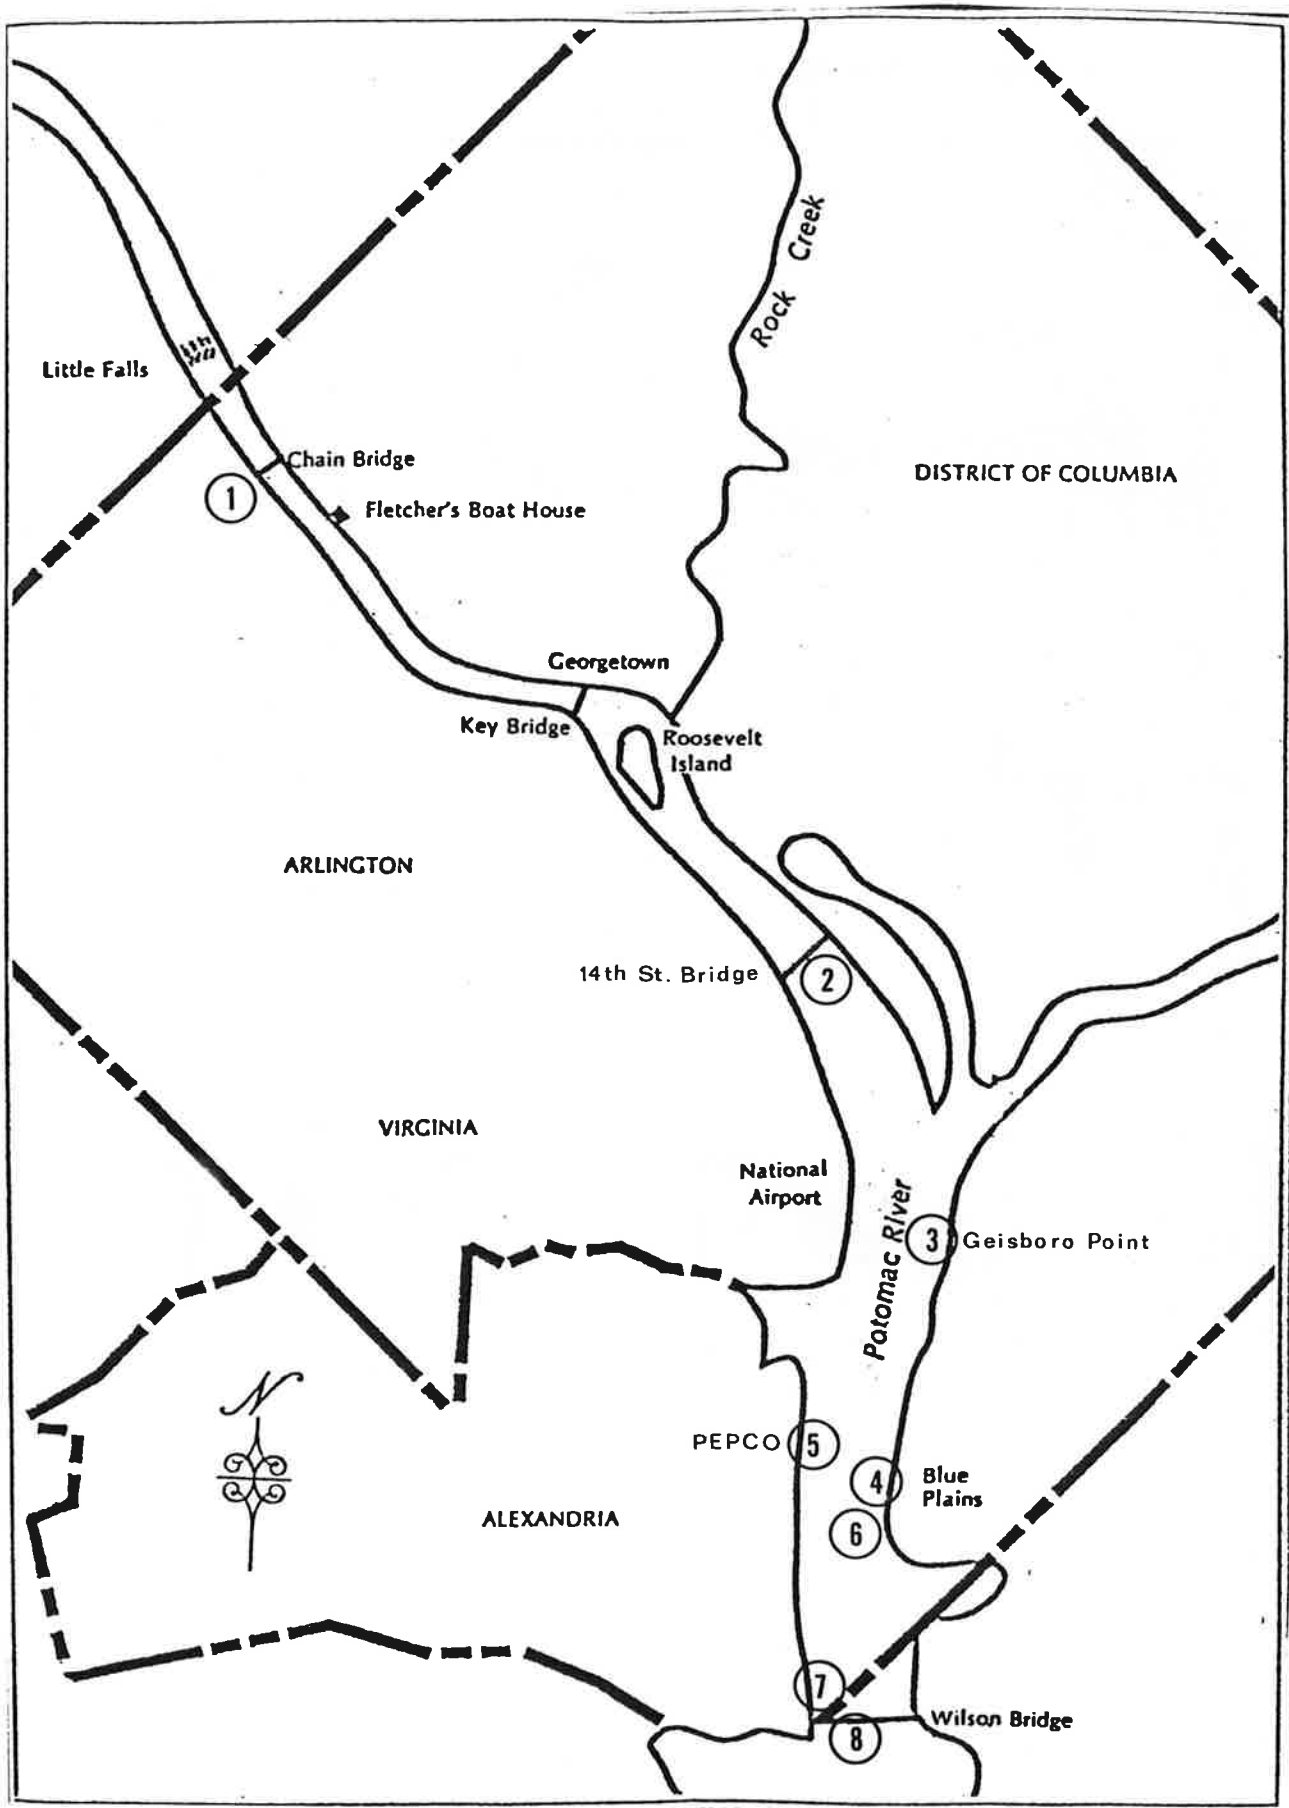 Rock Creek
Little Falls
Chain Bridge
1
Fletcher's Boat House
DISTRICT OF COLUMBIA
Georgetown
Key Bridge
Roosevelt
Island
ARLINGTON
14th St. Bridge
2
VIRGINIA
National
Airport
Potomac River
3
Geisboro Point
N
PEPCO
5
4
Blue
Plains
ALEXANDRIA
6
7
Wilson Bridge
8